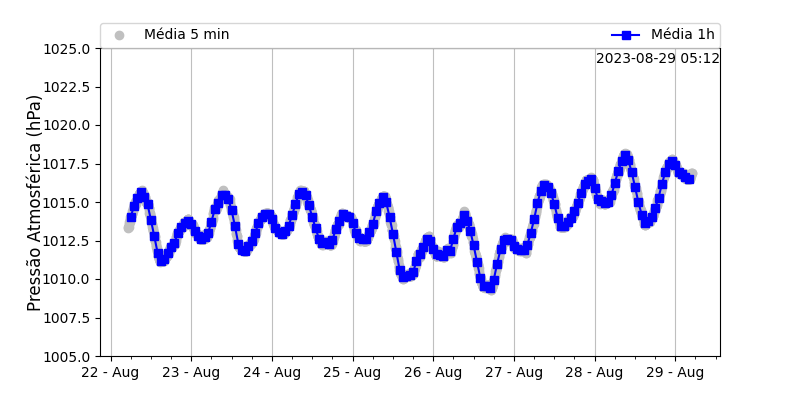 Média 5 min
Média 1h
2023-08-29 05:12
Pressão Atmosférica (hPa)
1025.0
1022.5
1020.0
1017.5
1015.0
1012.5
1010.0
1007.5
1005.0
22 - Aug
23 - Aug
24 - Aug
25 - Aug
26 - Aug
27 - Aug
28 - Aug
29 - Aug